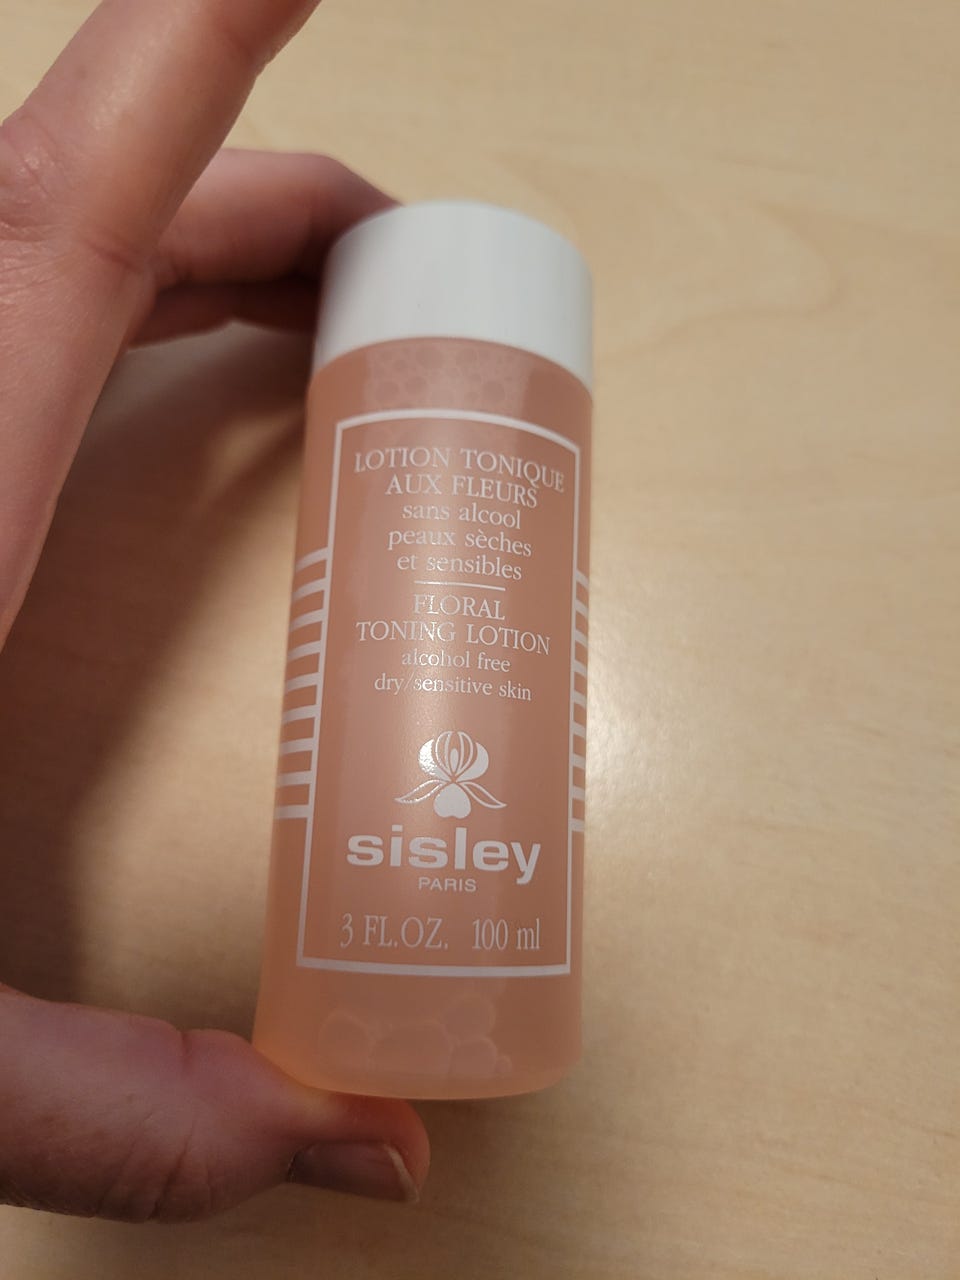 LOTION TONIQUE
AUX FLEURS
sans alcool
peaux sèches
et sensibles
FLORAL
TONING LOTION
alcohol free
dry/sensitive skin
sisley
PARIS
3 FL.OZ. 100 ml